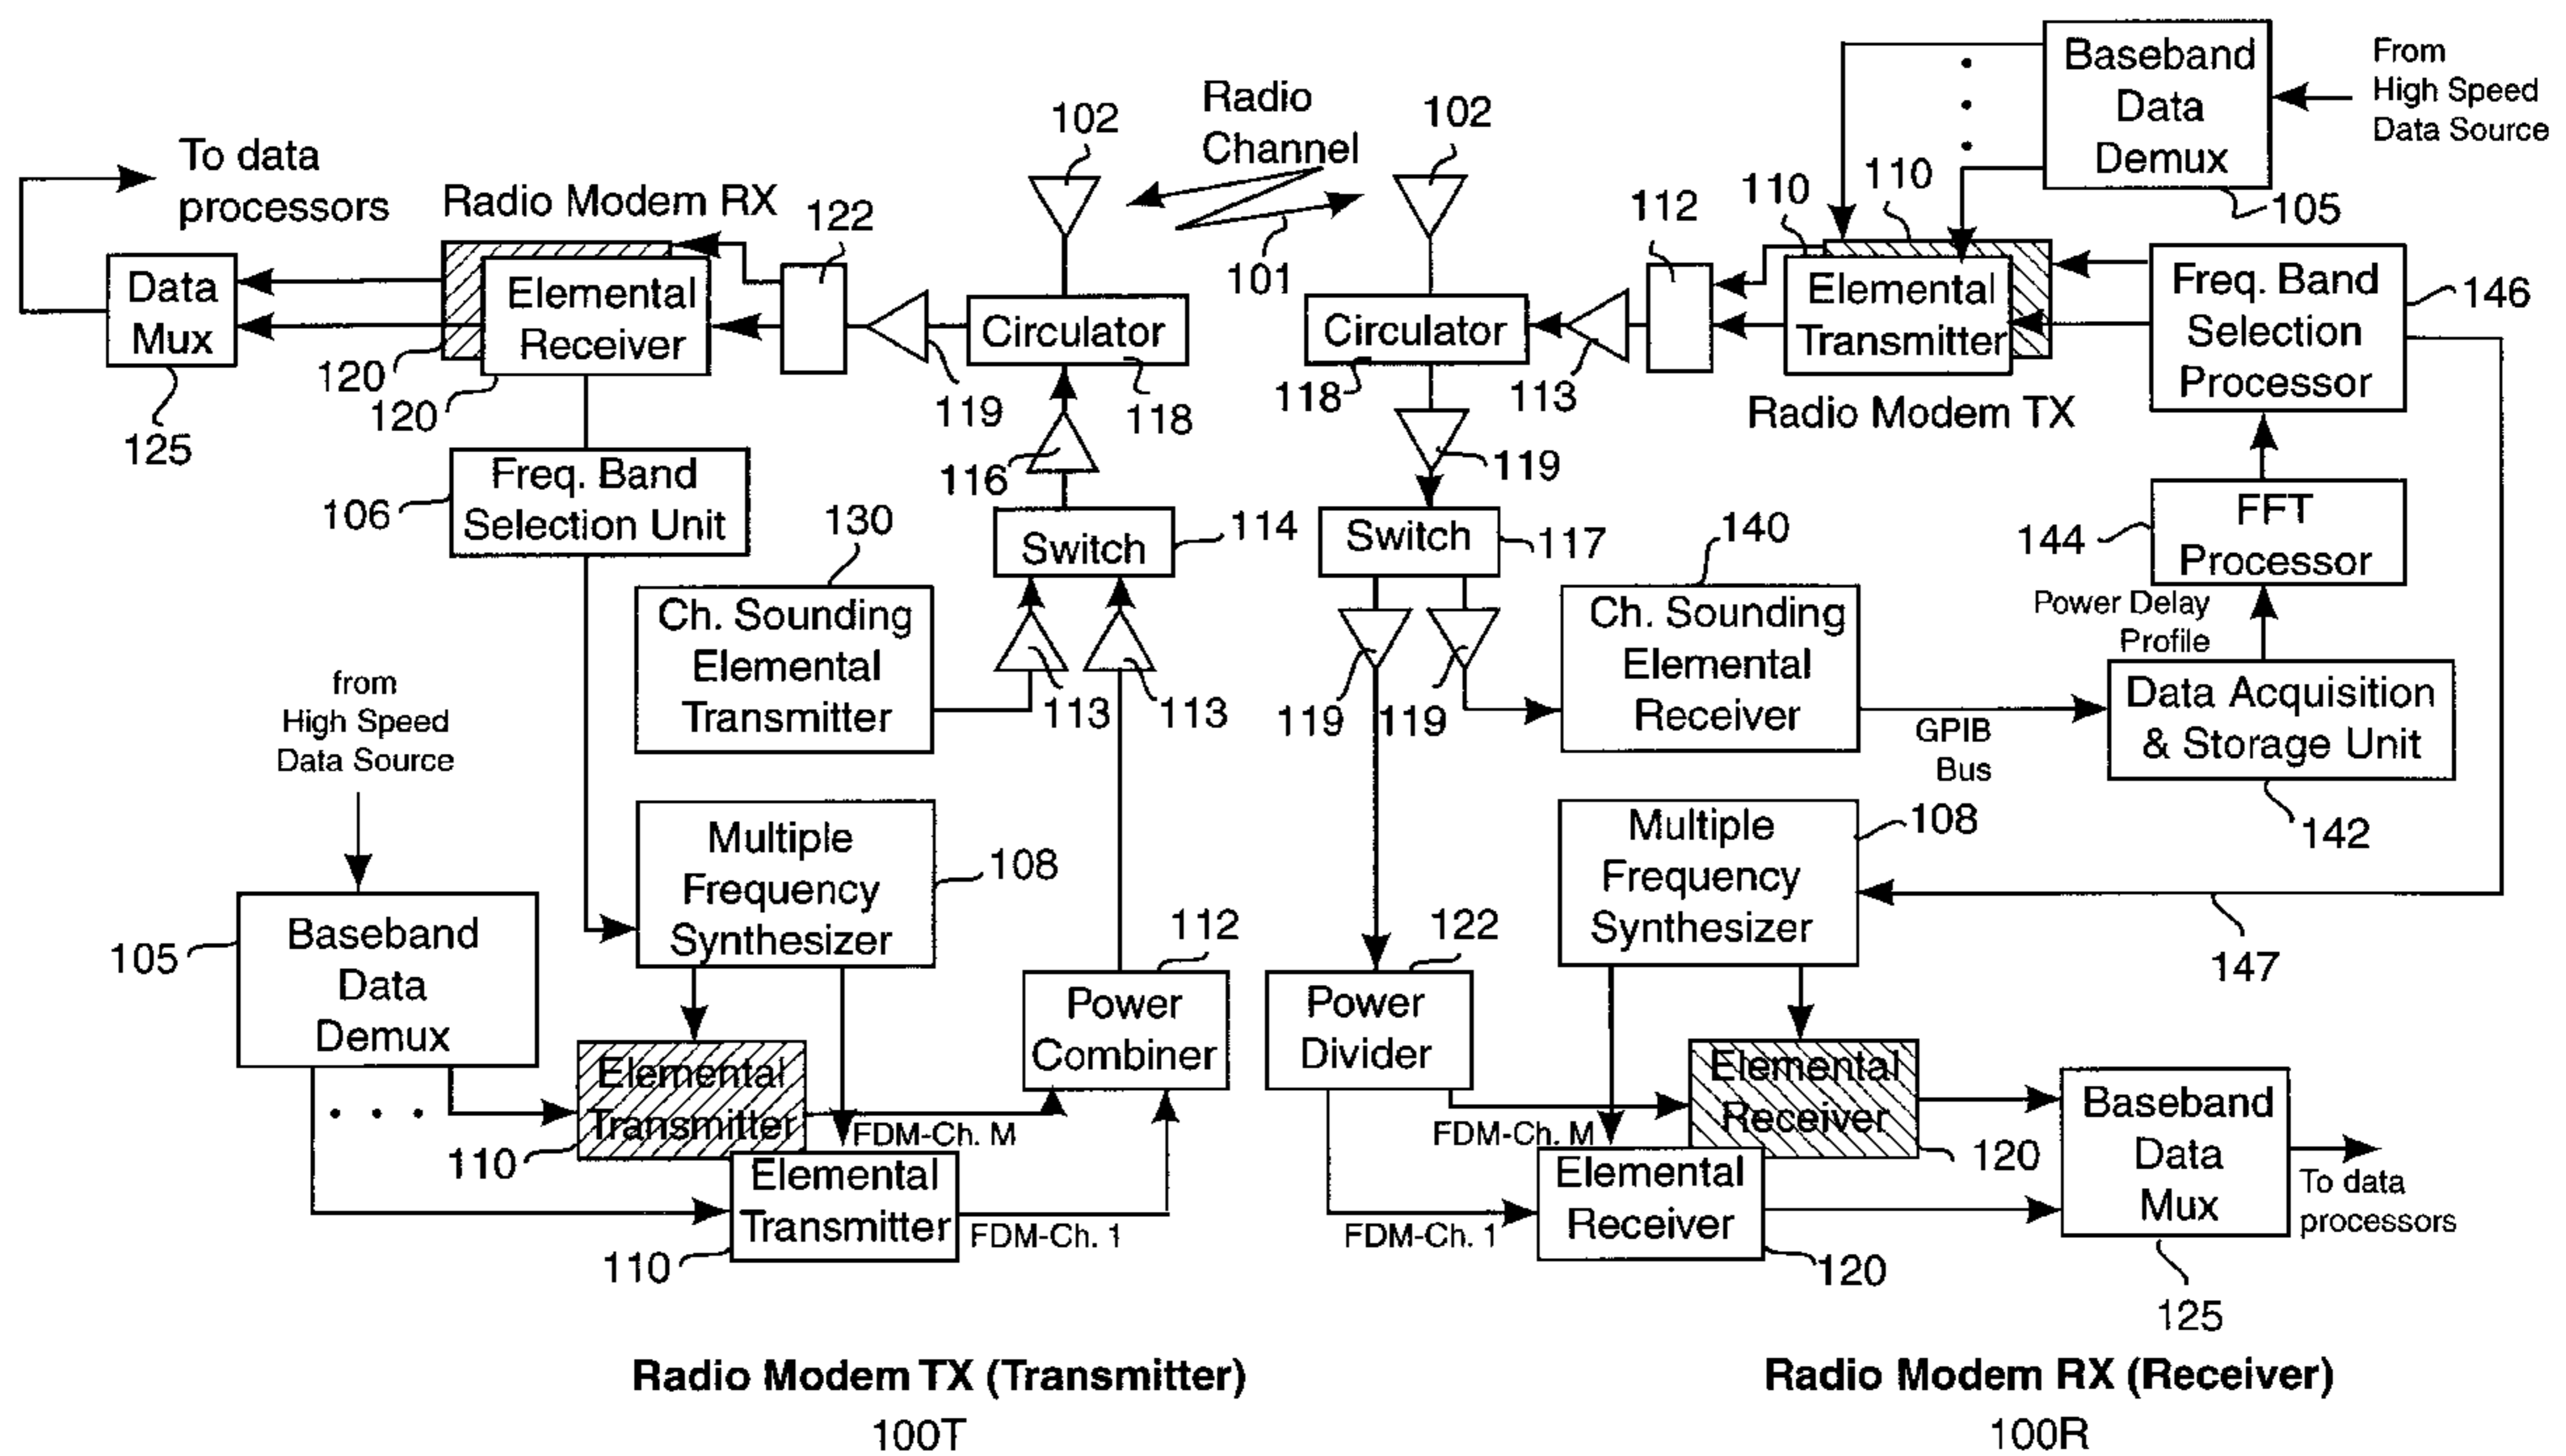 To data
processors
Radio Modem RX
122
102
Radio
Channel
101
102
112
110
110
Baseband
Data
Demux
105
From
High Speed
Data Source
Data
Mux
125
Elemental
Receiver
120
120
119
Circulator
118
116
Circulator
118
113
119
Elemental
Transmitter
Radio Modem TX
Freq. Band
Selection
Processor
146
Freq. Band
Selection Unit
106
130
Ch. Sounding
Elemental
Transmitter
Switch
114
113
113
Switch
117
119
119
140
Ch. Sounding
Elemental
Receiver
GPIB
Bus
FFT
Processor
144
Power Delay
Profile
Data Acquisition
& Storage Unit
142
from
High Speed
Data Source
Baseband
Data
Demux
105
Multiple
Frequency
Synthesizer
108
Elemental
Transmitter
110
FDM-Ch. M
Elemental
Transmitter
110
FDM-Ch. 1
112
Power
Combiner
122
Power
Divider
Multiple
Frequency
Synthesizer
108
147
FDM-Ch. M
Elemental
Receiver
120
FDM-Ch. 1
Elemental
Receiver
120
Baseband
Data
Mux
125
To data
processors
Radio Modem TX (Transmitter)
100T
Radio Modem RX (Receiver)
100R